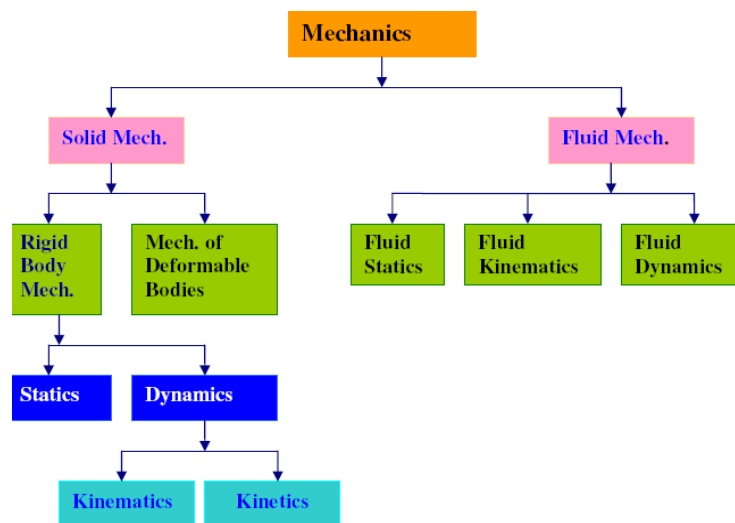 Mechanics
Solid Mech.
Fluid Mech.
Rigid
Body
Mech.
Mech. of
Deformable
Bodies
Fluid
Statics
Fluid
Kinematics
Fluid
Dynamics
Statics
Dynamics
Kinematics
Kinetics